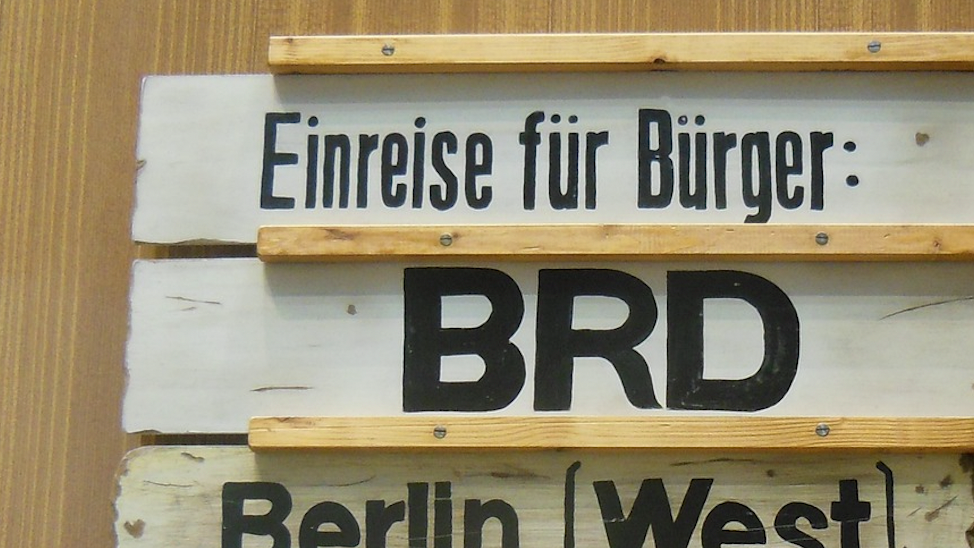 Einreise für Bürger:
BRD
Berlin (West)